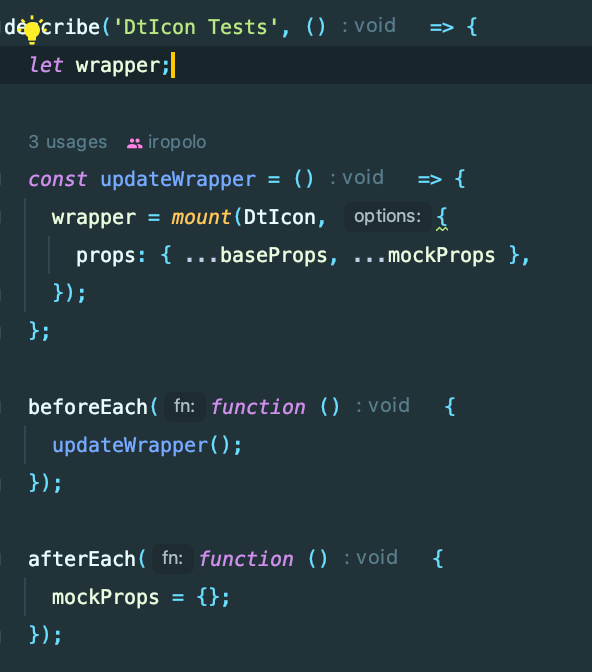 describe('DtIcon Tests', () : void => {
let wrapper;
3 usages iropolo
const updateWrapper = () : void => {
wrapper = mount(DtIcon, options: {
props: { ...baseProps, ...mockProps },
});
};
beforeEach( fn: function () : void {
updateWrapper();
});
afterEach( fn: function () : void {
mockProps = {};
});